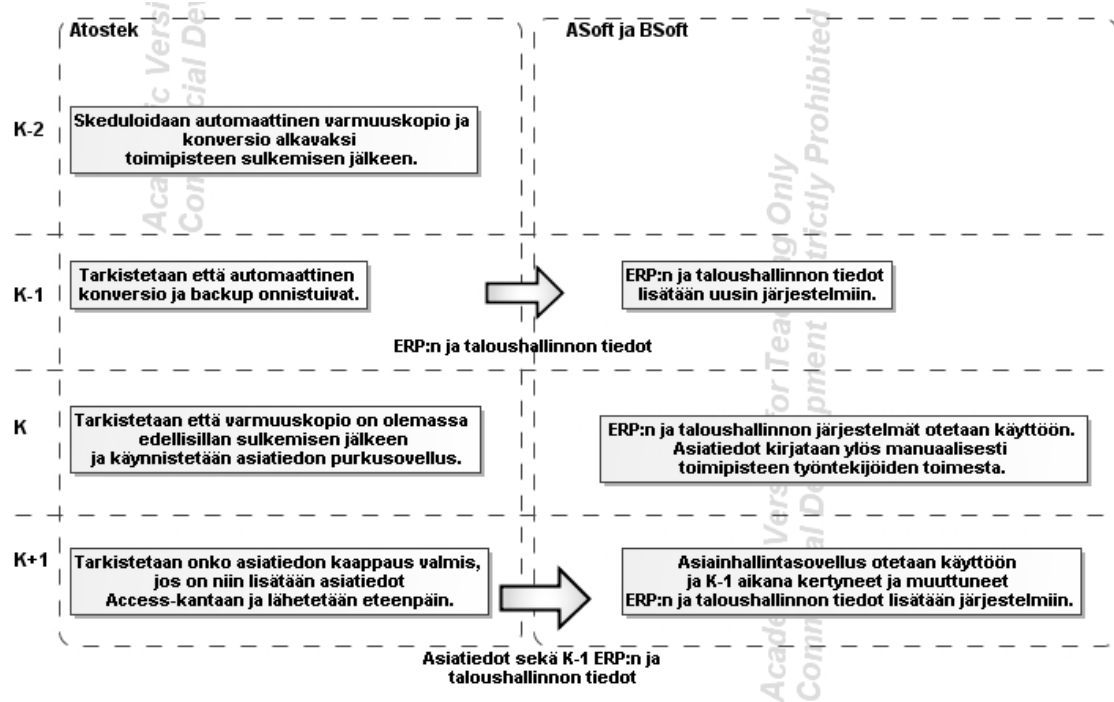 Atostek
ASoft ja BSoft
K-2
Skeduloidaan automaattinen varmuuskopio ja
konversio alkavaksi
toimipisteen sulkemisen jälkeen.
K-1
Tarkistetaan että automaattinen
konversio ja backup onnistuivat.
ERP:n ja taloushallinnon tiedot
lisätään uusin järjestelmiin.
ERP:n ja taloushallinnon tiedot
K
Tarkistetaan että varmuuskopio on olemassa
edellisillan sulkemisen jälkeen
ja käynnistetään asiatiedon purkusovellus.
ERP:n ja taloushallinnon järjestelmät otetaan käyttöön.
Asiatiedot kirjataan ylös manuaalisesti
toimipisteen työntekijöiden toimesta.
K+1
Tarkistetaan onko asiatiedon kaappaus valmis,
jos on niin lisätään asiatiedot
Access-kantaan ja lähetetään eteenpäin.
Asiainhallintasovellus otetaan käyttöön
ja K-1 aikana kertyneet ja muuttuneet
ERP:n ja taloushallinnon tiedot lisätään järjestelmiin.
Asiatiedot sekä K-1 ERP:n ja
taloushallinnon tiedot